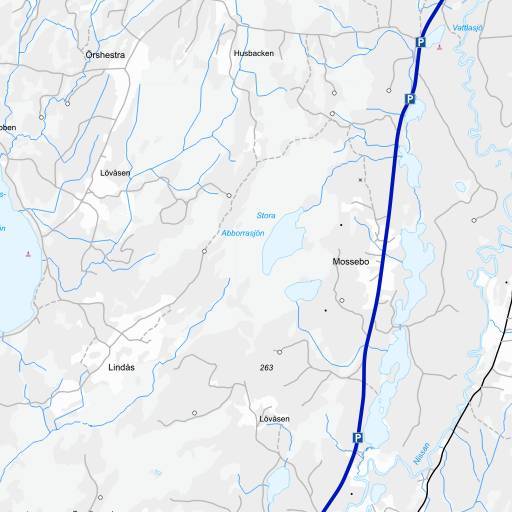 Vattlasjö
P
Örshestra
Husbacken
P
Lövåsen
Stora
Abborrasjön
Mossebo
Lindås
263
Lövåsen
P
Nissan